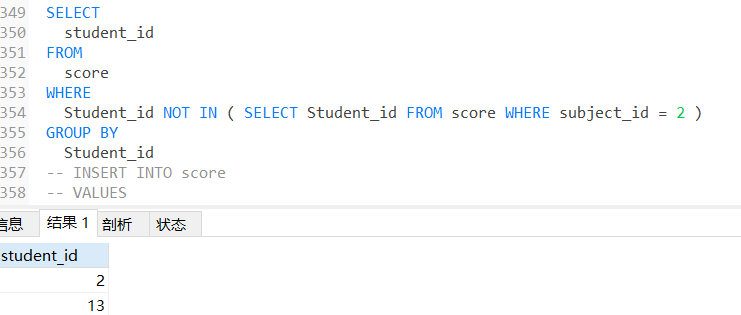 349 SELECT
350 student_id
351 FROM
352 score
353 WHERE
354 Student_id NOT IN ( SELECT Student_id FROM score WHERE subject_id = 2 )
355 GROUP BY
356 Student_id
357 -- INSERT INTO score
358 -- VALUES
信息 结果 1 剖析 状态
student_id
2
13